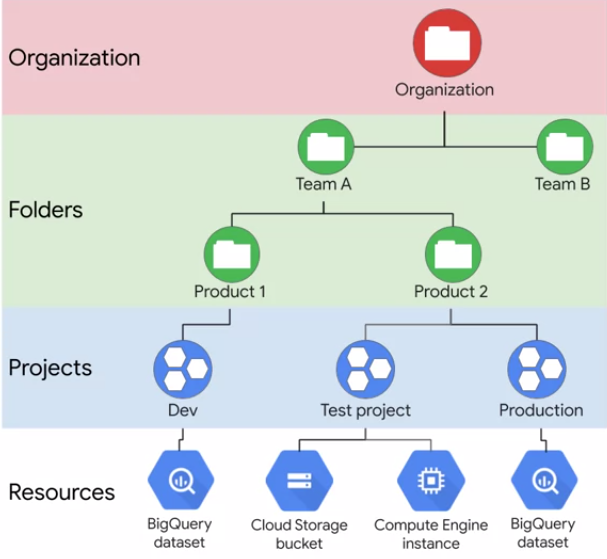 Organization
Organization
Team A
Team B
Folders
Product 1
Product 2
Projects
Dev
Test project
Production
Resources
BigQuery
dataset
Cloud Storage
bucket
Compute Engine
instance
BigQuery
dataset